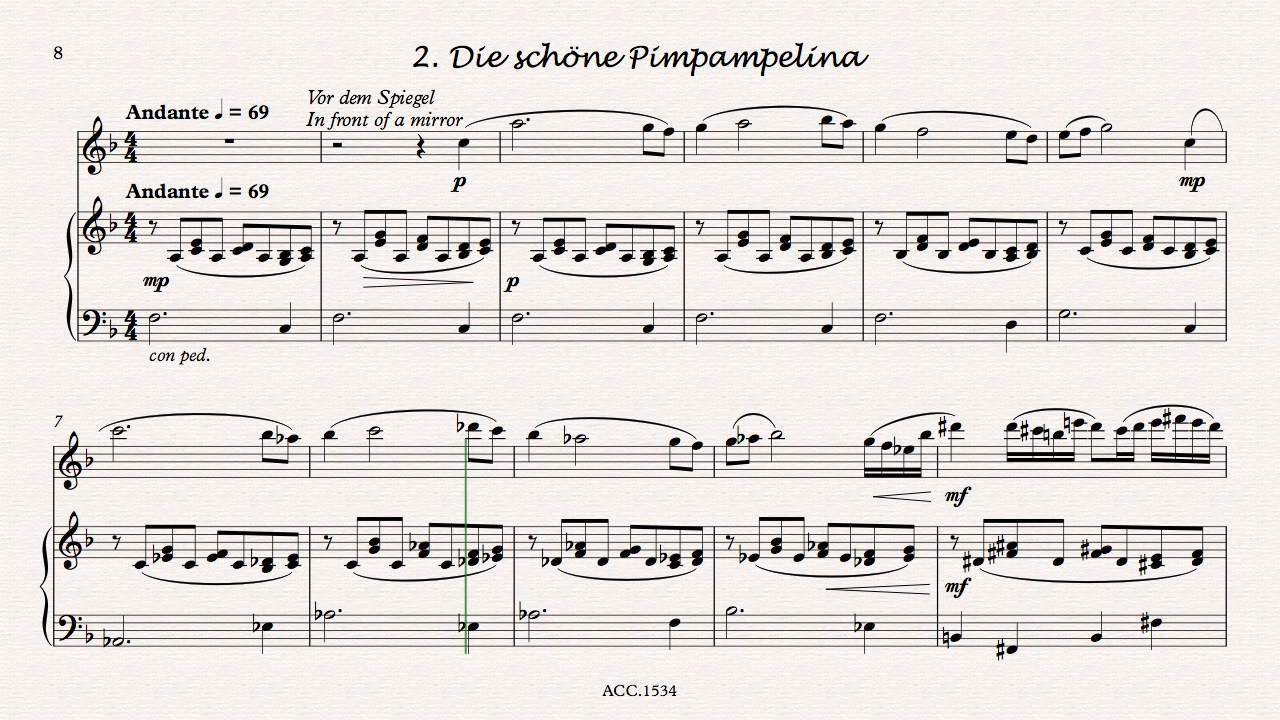 8
2. Die schöne Pimpampelina
Vor dem Spiegel
Andante ♩ = 69
In front of a mirror
p
mp
Andante ♩ = 69
mp
p
con ped.
7
mf
mf
ACC.1534